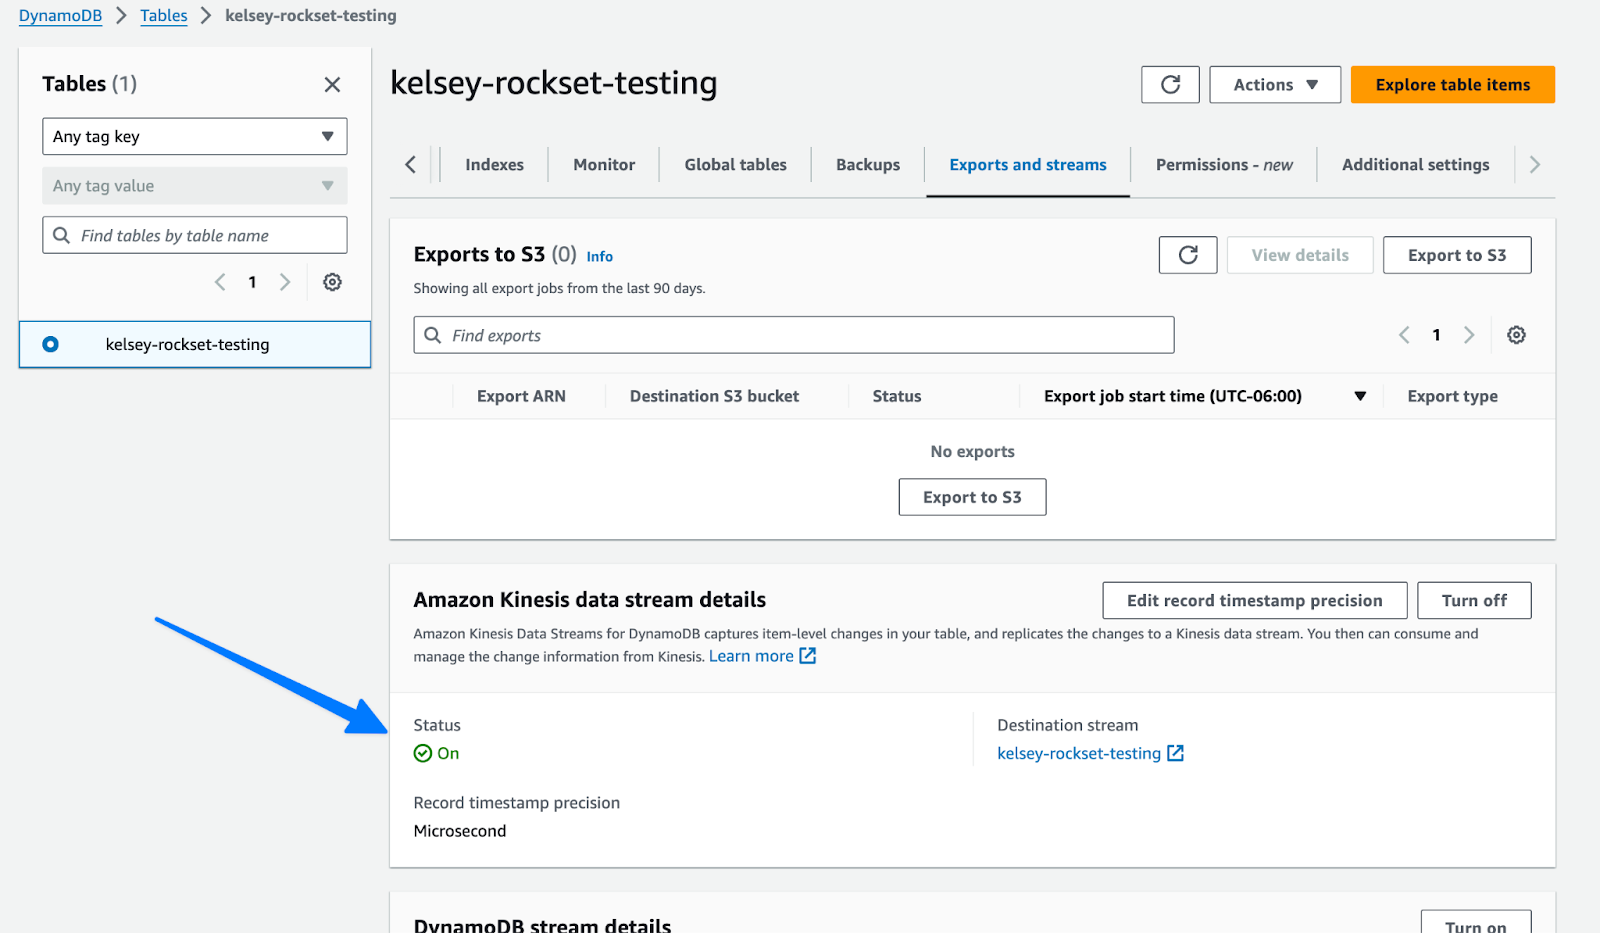 DynamoDB > Tables > kelsey-rockset-testing
Tables (1)
Any tag key
Any tag value
Find tables by table name
1
kelsey-rockset-testing
kelsey-rockset-testing
Actions
Explore table items
Indexes
Monitor
Global tables
Backups
Exports and streams
Permissions - new
Additional settings
Exports to S3 (0) Info
View details
Export to S3
Showing all export jobs from the last 90 days.
Find exports
1
Export ARN
Destination S3 bucket
Status
Export job start time (UTC-06:00)
Export type
No exports
Export to S3
Amazon Kinesis data stream details
Edit record timestamp precision
Turn off
Amazon Kinesis Data Streams for DynamoDB captures item-level changes in your table, and replicates the changes to a Kinesis data stream. You then can consume and
manage the change information from Kinesis. Learn more
Status
On
Destination stream
kelsey-rockset-testing
Record timestamp precision
Microsecond
DynamoDB stream details
Turn on